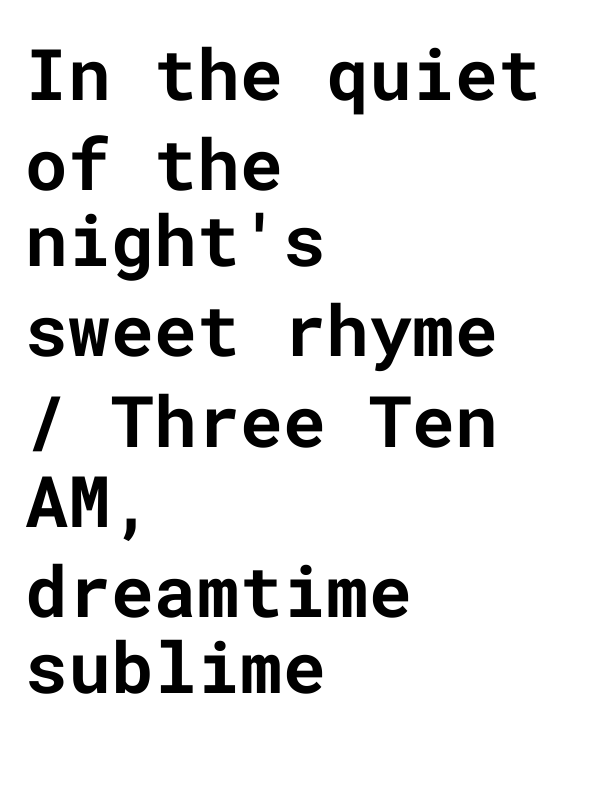 In the quiet
of the
night's
sweet rhyme
/ Three Ten
AM,
dreamtime
sublime